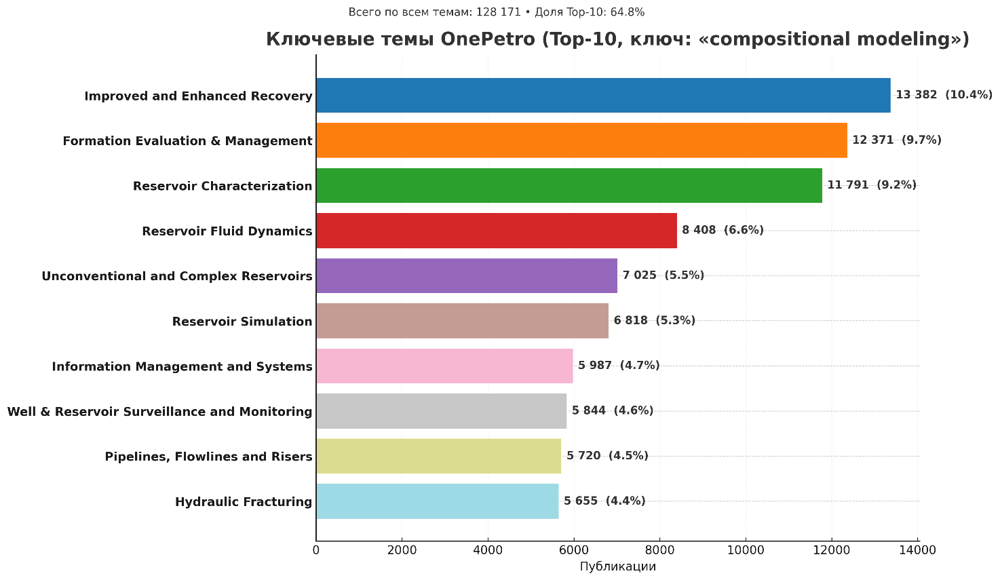 Всего по всем темам: 128 171 • Доля Top-10: 64.8%
Ключевые темы OnePetro (Top-10, ключ: «compositional modeling»)
Improved and Enhanced Recovery 13 382 (10.4%)
Formation Evaluation & Management 12 371 (9.7%)
Reservoir Characterization 11 791 (9.2%)
Reservoir Fluid Dynamics 8 408 (6.6%)
Unconventional and Complex Reservoirs 7 025 (5.5%)
Reservoir Simulation 6 818 (5.3%)
Information Management and Systems 5 987 (4.7%)
Well & Reservoir Surveillance and Monitoring 5 844 (4.6%)
Pipelines, Flowlines and Risers 5 720 (4.5%)
Hydraulic Fracturing 5 655 (4.4%)
0 2000 4000 6000 8000 10000 12000 14000
Публикации